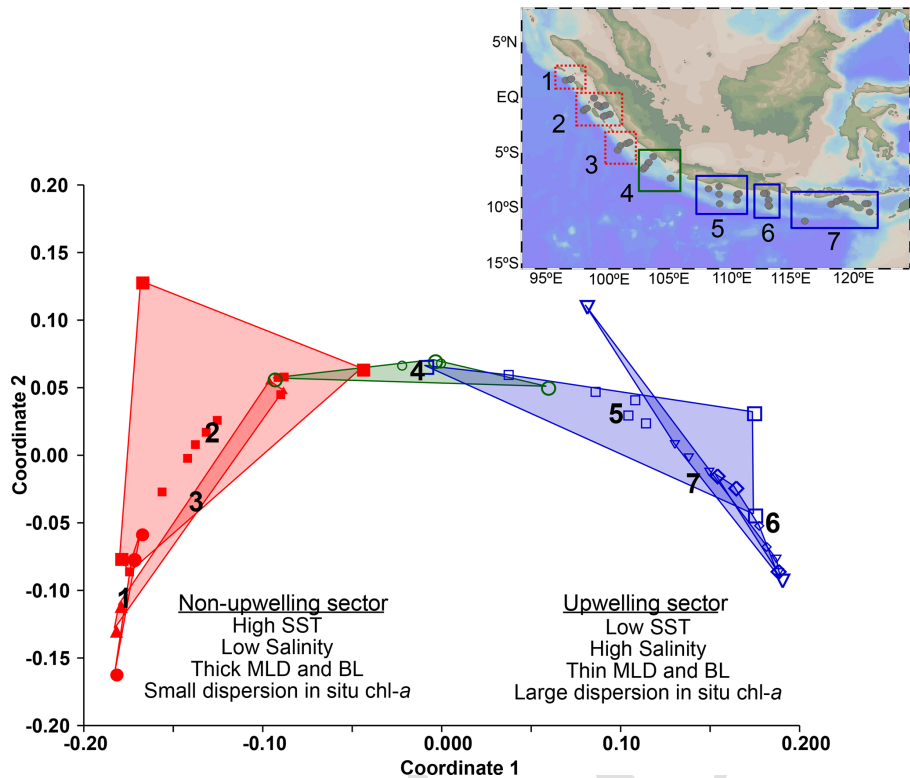 5ºN
EQ
5ºS
10ºS
15ºS
1
2
3
4
5
6
7
95ºE
100ºE
105ºE
110ºE
115ºE
120ºE
0.20
0.15
0.10
0.05
0.00
-0.05
-0.10
-0.15
-0.20
Coordinate 2
4
5
2
7
3
6
1
Non-upwelling sector
High SST
Low Salinity
Thick MLD and BL
Small dispersion in situ chl-a
Upwelling sector
Low SST
High Salinity
Thin MLD and BL
Large dispersion in situ chl-a
-0.20
-0.10
0.000
0.100
0.200
Coordinate 1